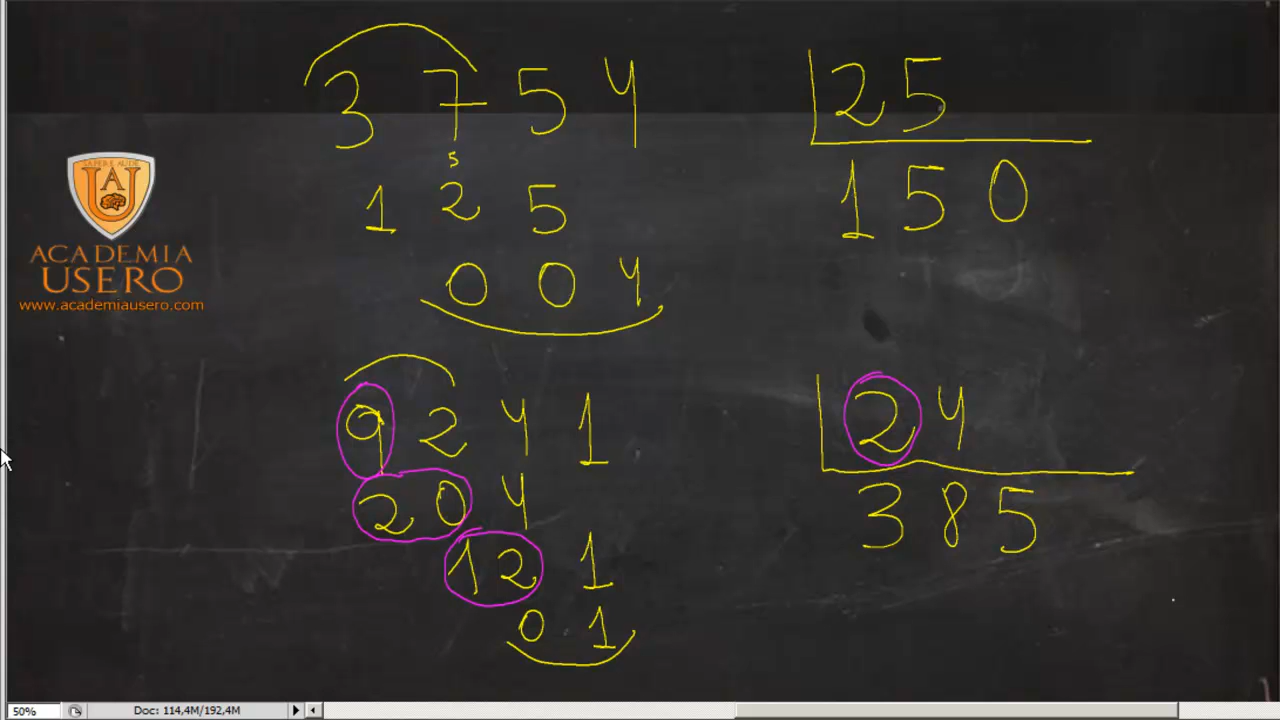 3 7 5 4 25
5
1 2 5 150
0 0 4
SAPERE AUDE
UA
ACADEMIA
USERO
www.academiausero.com
9 2 4 1 24
2 0 4 385
1 2 1
0 1
50% Doc: 114,4M/192,4M